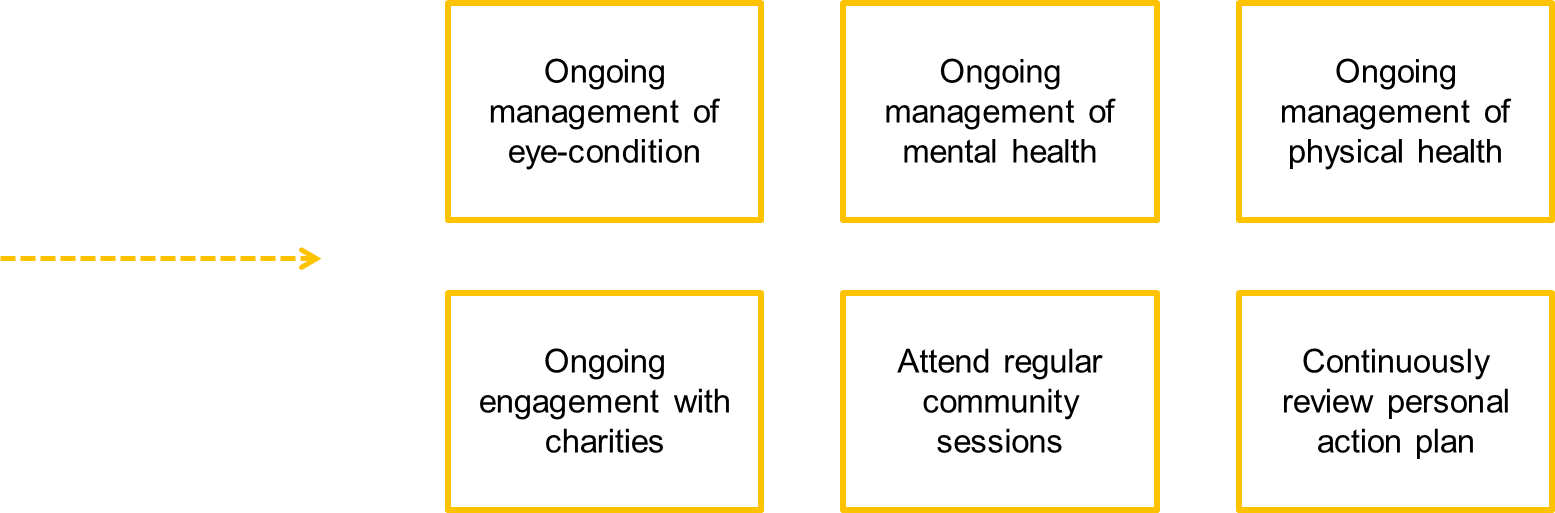 Ongoing
management of
eye-condition
Ongoing
management of
mental health
Ongoing
management of
physical health
Ongoing
engagement with
charities
Attend regular
community
sessions
Continuously
review personal
action plan